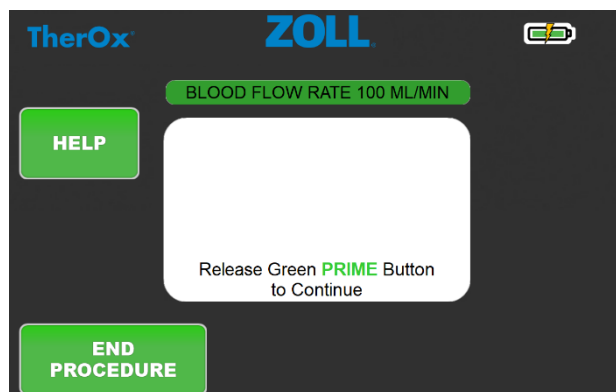 TherOx®
ZOLL®
BLOOD FLOW RATE 100 ML/MIN
HELP
Release Green PRIME Button
to Continue
END
PROCEDURE